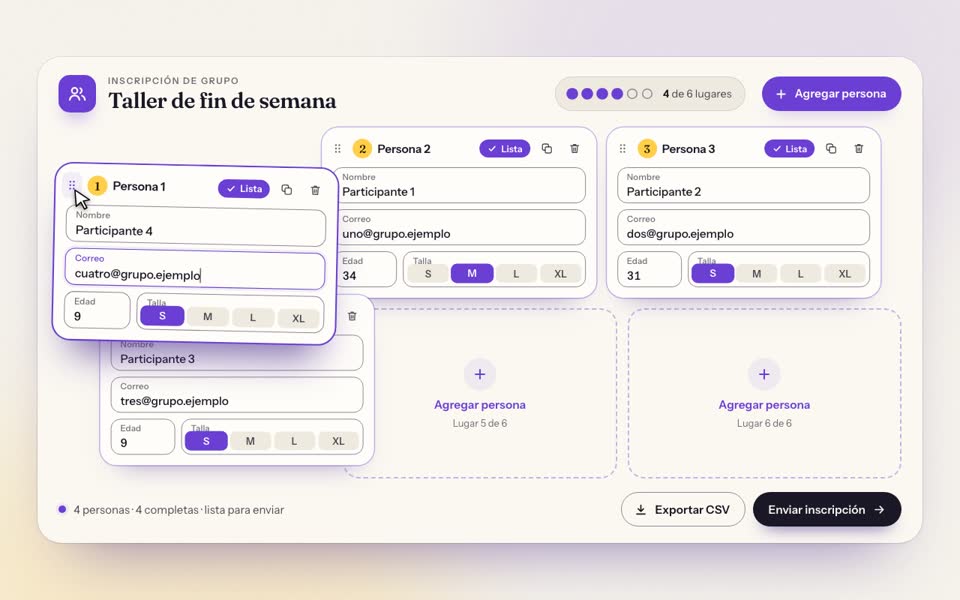 INSCRIPCIÓN DE GRUPO
Taller de fin de semana
4 de 6 lugares
Agregar persona
1
Persona 1
Lista
Nombre
Participante 4
Correo
cuatro@grupo.ejemplo
Edad
9
Talla
S
M
L
XL
2
Persona 2
Lista
Nombre
Participante 1
Correo
uno@grupo.ejemplo
Edad
34
Talla
S
M
L
XL
3
Persona 3
Lista
Nombre
Participante 2
Correo
dos@grupo.ejemplo
Edad
31
Talla
S
M
L
XL
Nombre
Participante 3
Correo
tres@grupo.ejemplo
Edad
9
Talla
S
M
L
XL
Agregar persona
Lugar 5 de 6
Agregar persona
Lugar 6 de 6
4 personas · 4 completas · lista para enviar
Exportar CSV
Enviar inscripción